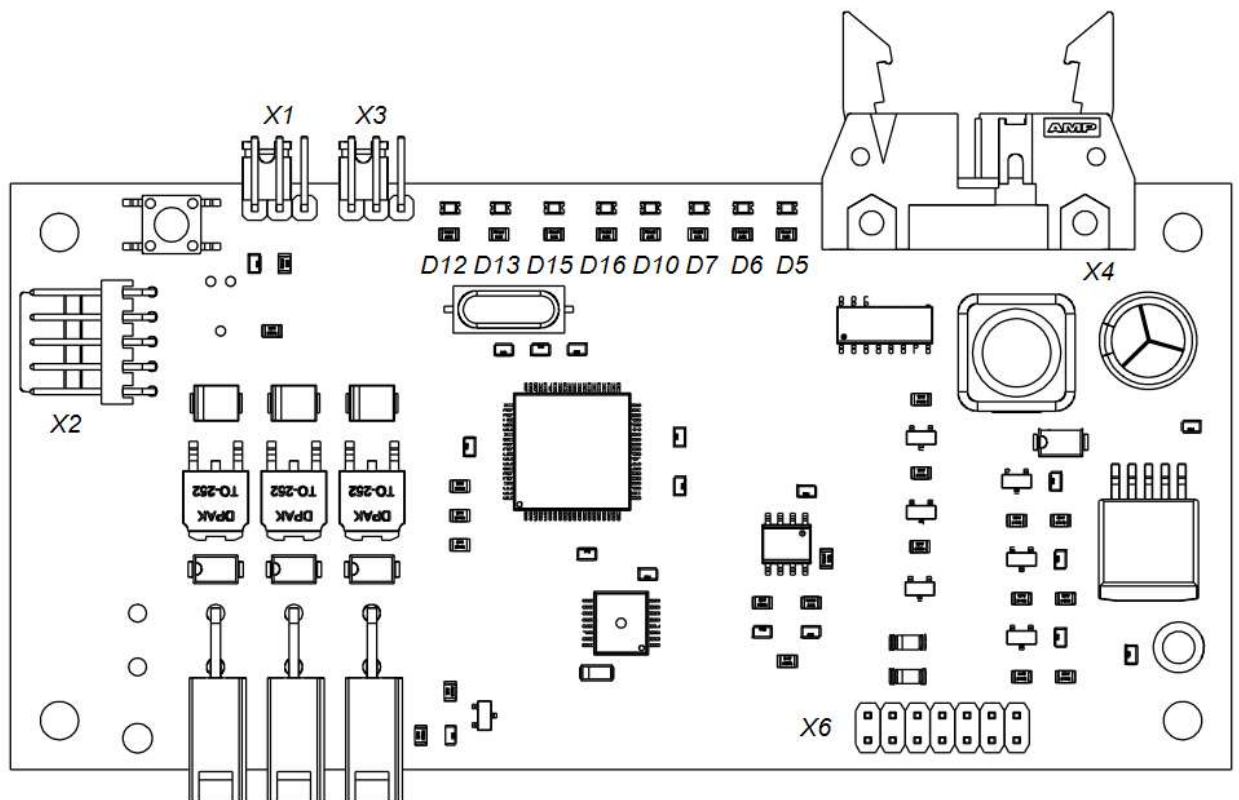 X1 X3
AMP
D12 D13 D15 D16 D10 D7 D6 D5
X4
X2
TO-252 TO-252 TO-252
DPAK DPAK DPAK
X6